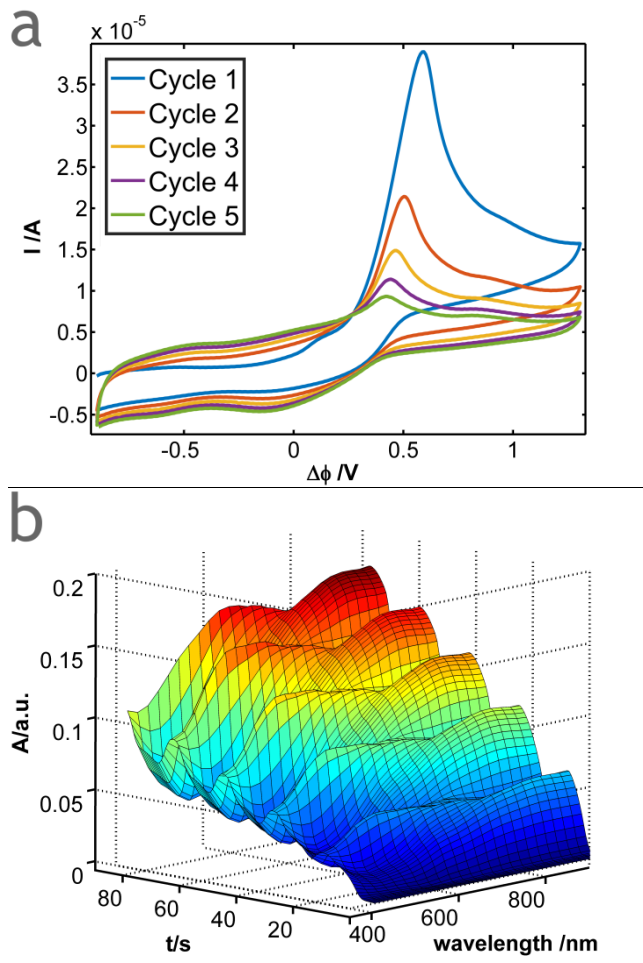 a
x 10⁻⁵
3.5
3
2.5
2
1.5
1
0.5
0
-0.5
I /A
Cycle 1
Cycle 2
Cycle 3
Cycle 4
Cycle 5
-0.5 0 0.5 1
Δϕ /V
b
0.2
0.15
0.1
0.05
0
A/a.u.
80 60 40 20
t/s
400 600 800
wavelength /nm